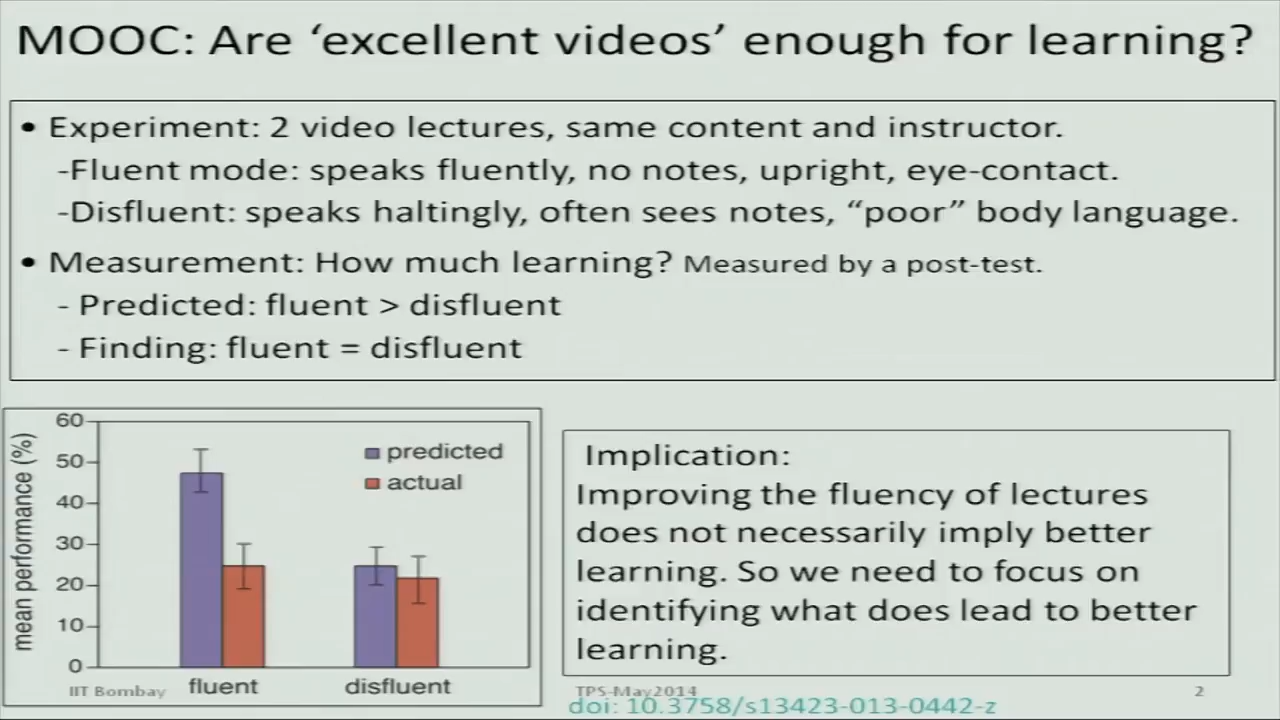 MOOC: Are ‘excellent videos’ enough for learning?
• Experiment: 2 video lectures, same content and instructor.
-Fluent mode: speaks fluently, no notes, upright, eye-contact.
-Disfluent: speaks haltingly, often sees notes, “poor” body language.
• Measurement: How much learning? Measured by a post-test.
- Predicted: fluent > disfluent
- Finding: fluent = disfluent
mean performance (%)
60
50
40
30
20
10
0
predicted
actual
fluent
disfluent
Implication:
Improving the fluency of lectures
does not necessarily imply better
learning. So we need to focus on
identifying what does lead to better
learning.
IIT Bombay
TPS-May2014
2
doi: 10.3758/s13423-013-0442-z